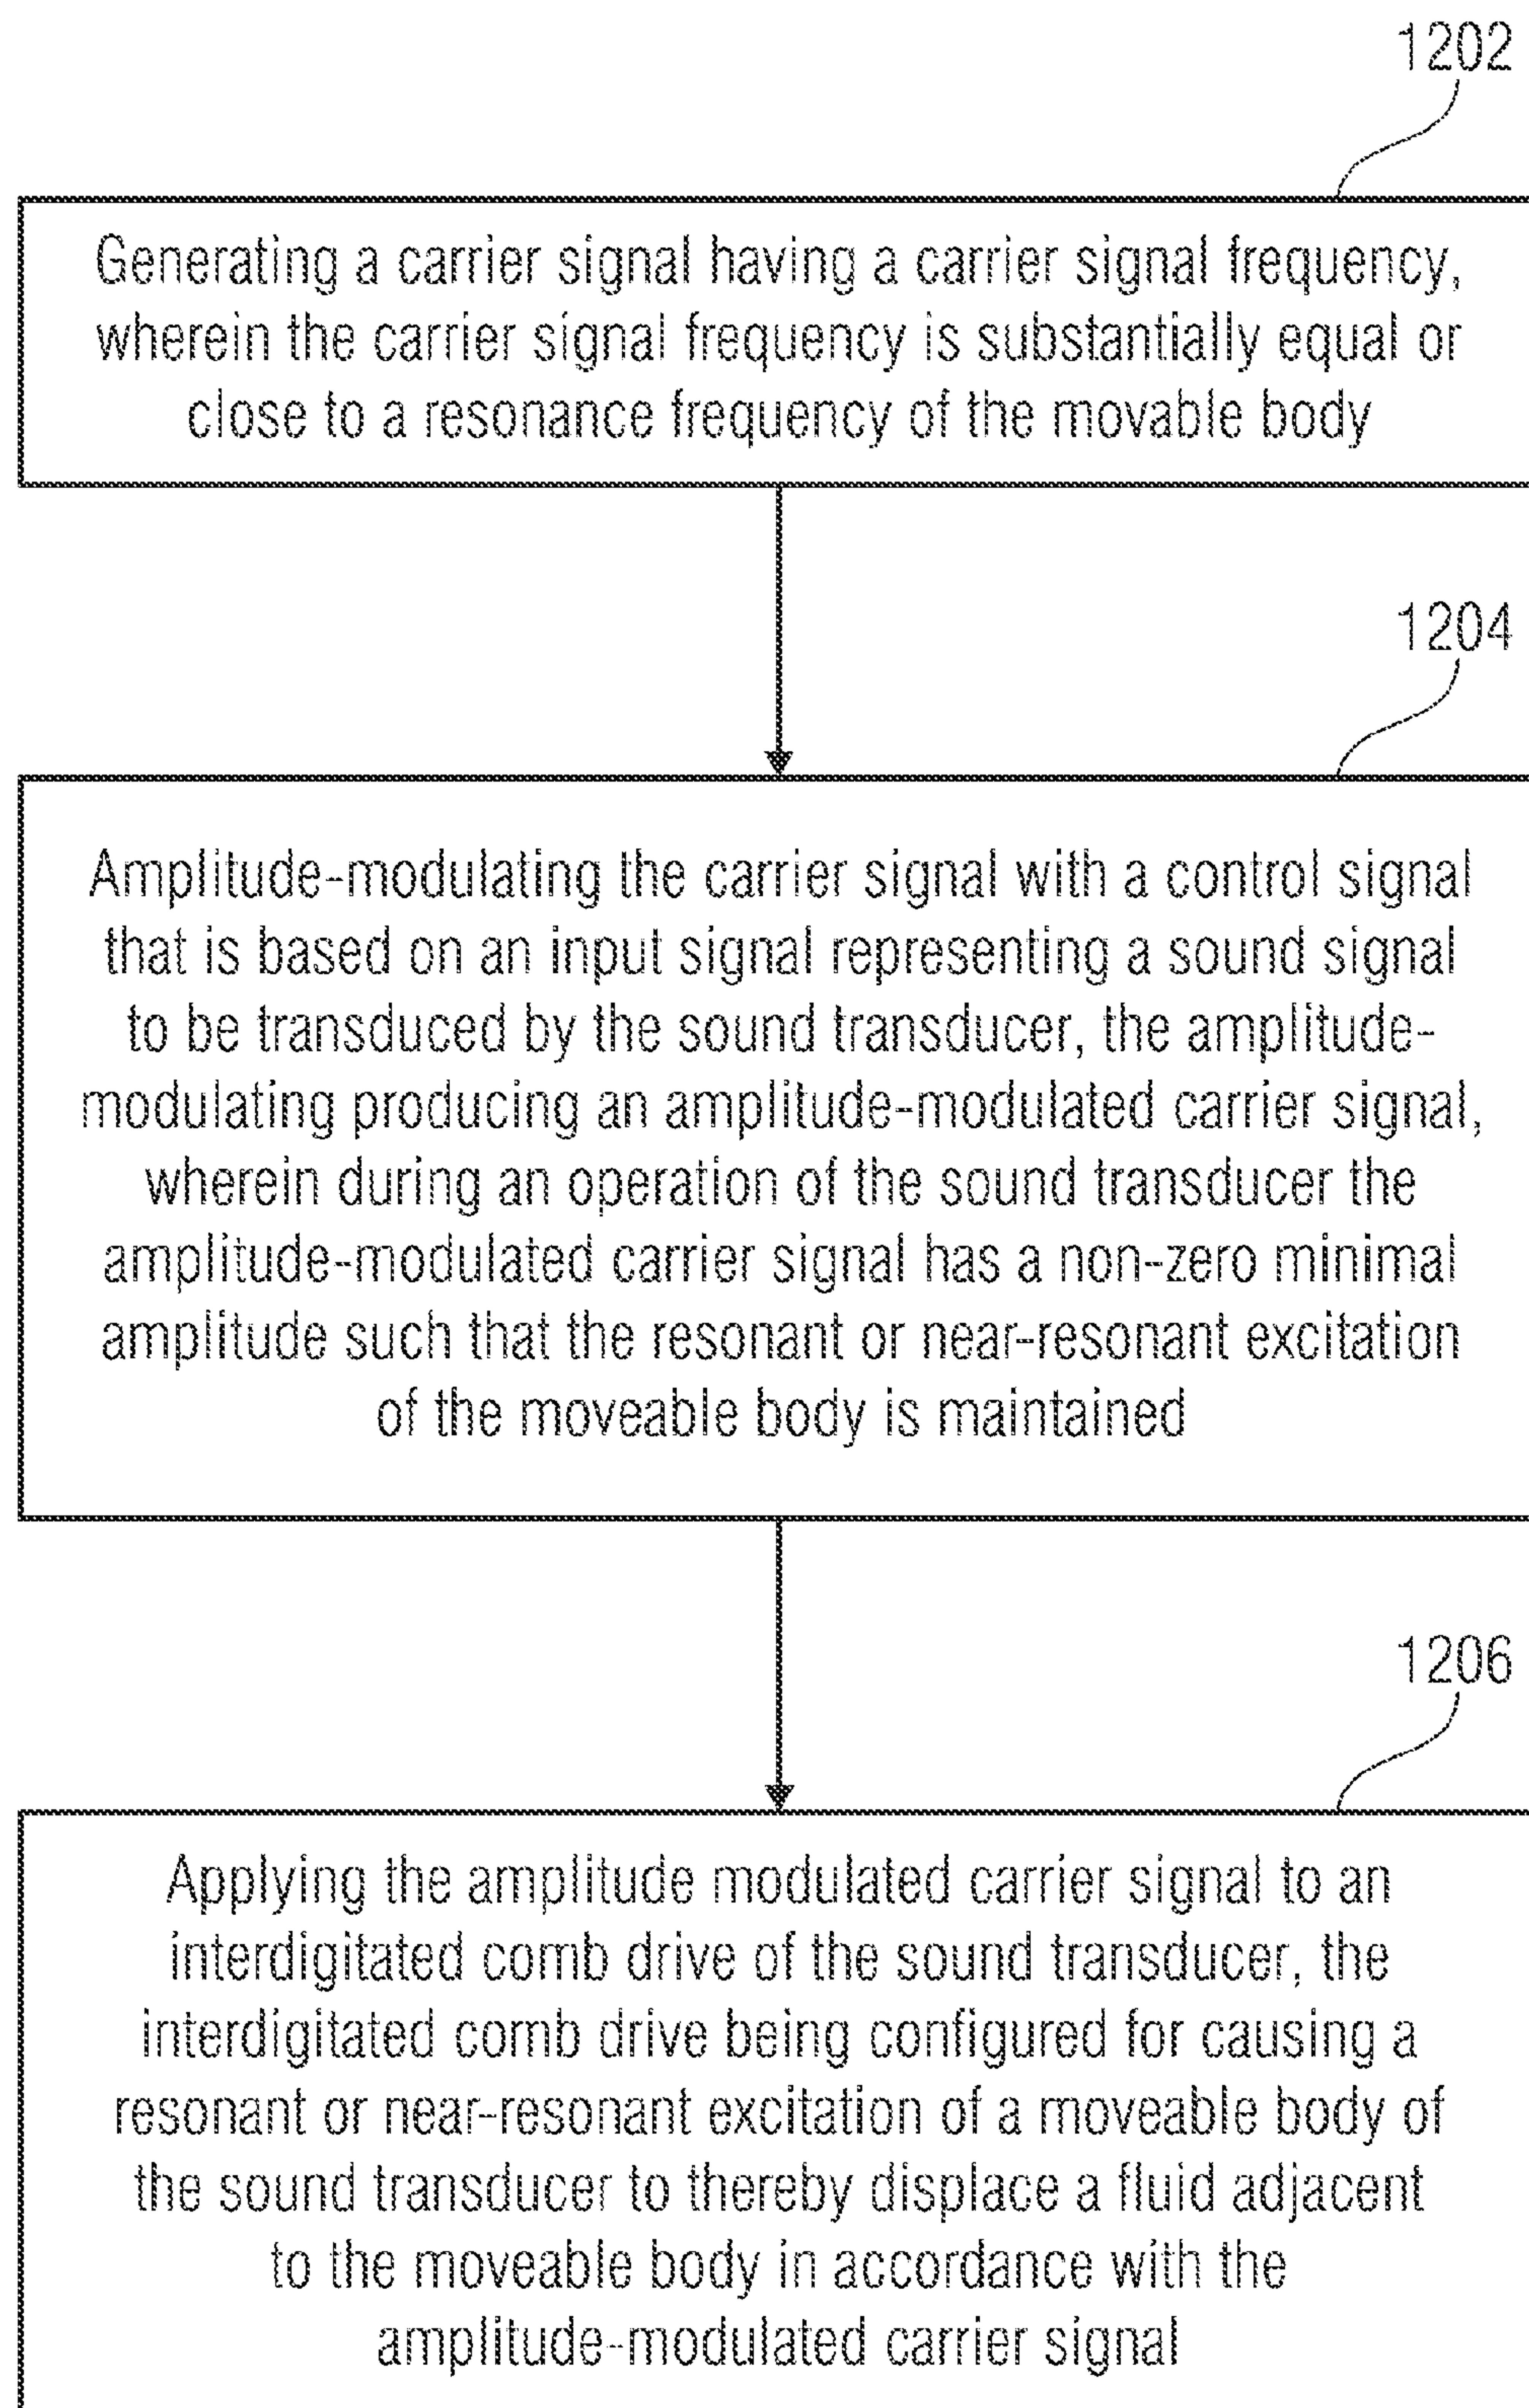 1202
Generating a carrier signal having a carrier signal frequency,
wherein the carrier signal frequency is substantially equal or
close to a resonance frequency of the movable body
1204
Amplitude-modulating the carrier signal with a control signal
that is based on an input signal representing a sound signal
to be transduced by the sound transducer, the amplitude-
modulating producing an amplitude-modulated carrier signal,
wherein during an operation of the sound transducer the
amplitude-modulated carrier signal has a non-zero minimal
amplitude such that the resonant or near-resonant excitation
of the moveable body is maintained
1206
Applying the amplitude modulated carrier signal to an
interdigitated comb drive of the sound transducer, the
interdigitated comb drive being configured for causing a
resonant or near-resonant excitation of a moveable body of
the sound transducer to thereby displace a fluid adjacent
to the moveable body in accordance with the
amplitude-modulated carrier signal